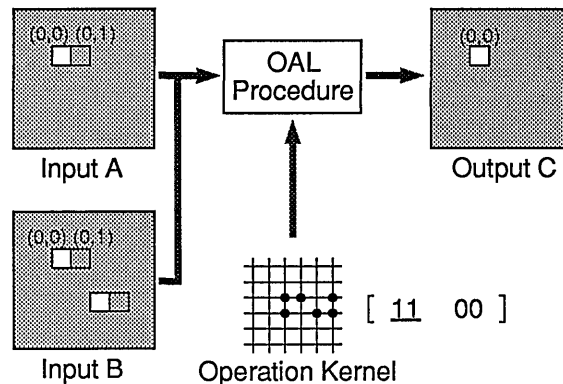 (0,0) (0,1)
Input A
OAL
Procedure
(0,0)
Output C
(0,0) (0,1)
Input B
Operation Kernel
[ 11 00 ]